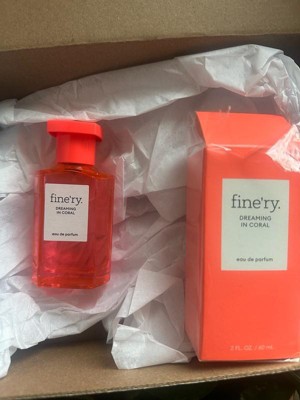 fine'ry.
DREAMING
IN CORAL
eau de parfum
fine'ry.
DREAMING
IN CORAL
eau de parfum
2 FL. OZ. / 60 mL